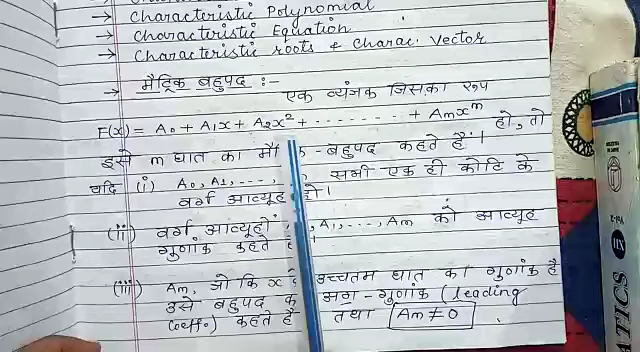 → Characteristic Polynomial
→ Characteristic Equation
→ Characteristic roots & Charac. Vector
→ मैट्रिक बहुपद :-
एक व्यंजक जिसका रूप
F(x) = A₀ + A₁x + A₂x² + ........ + Aₘxᵐ हो, तो
इसे m घात का - बहुपद कहते हैं।
यदि (i) A₀, A₁, ..., सभी एक ही कोटि के
वर्ग आव्यूह हो।
(ii) वर्ग आव्यूहों A₁, ..., Aₘ को आव्यूह
गुणांक कहते
(iii) Aₘ, जो कि x उच्चतम घात का गुणांक है
उसे बहुपद अग्र-गुणांक (leading
coeff.) कहते हैं तथा Aₘ ≠ 0
ATICS
XII